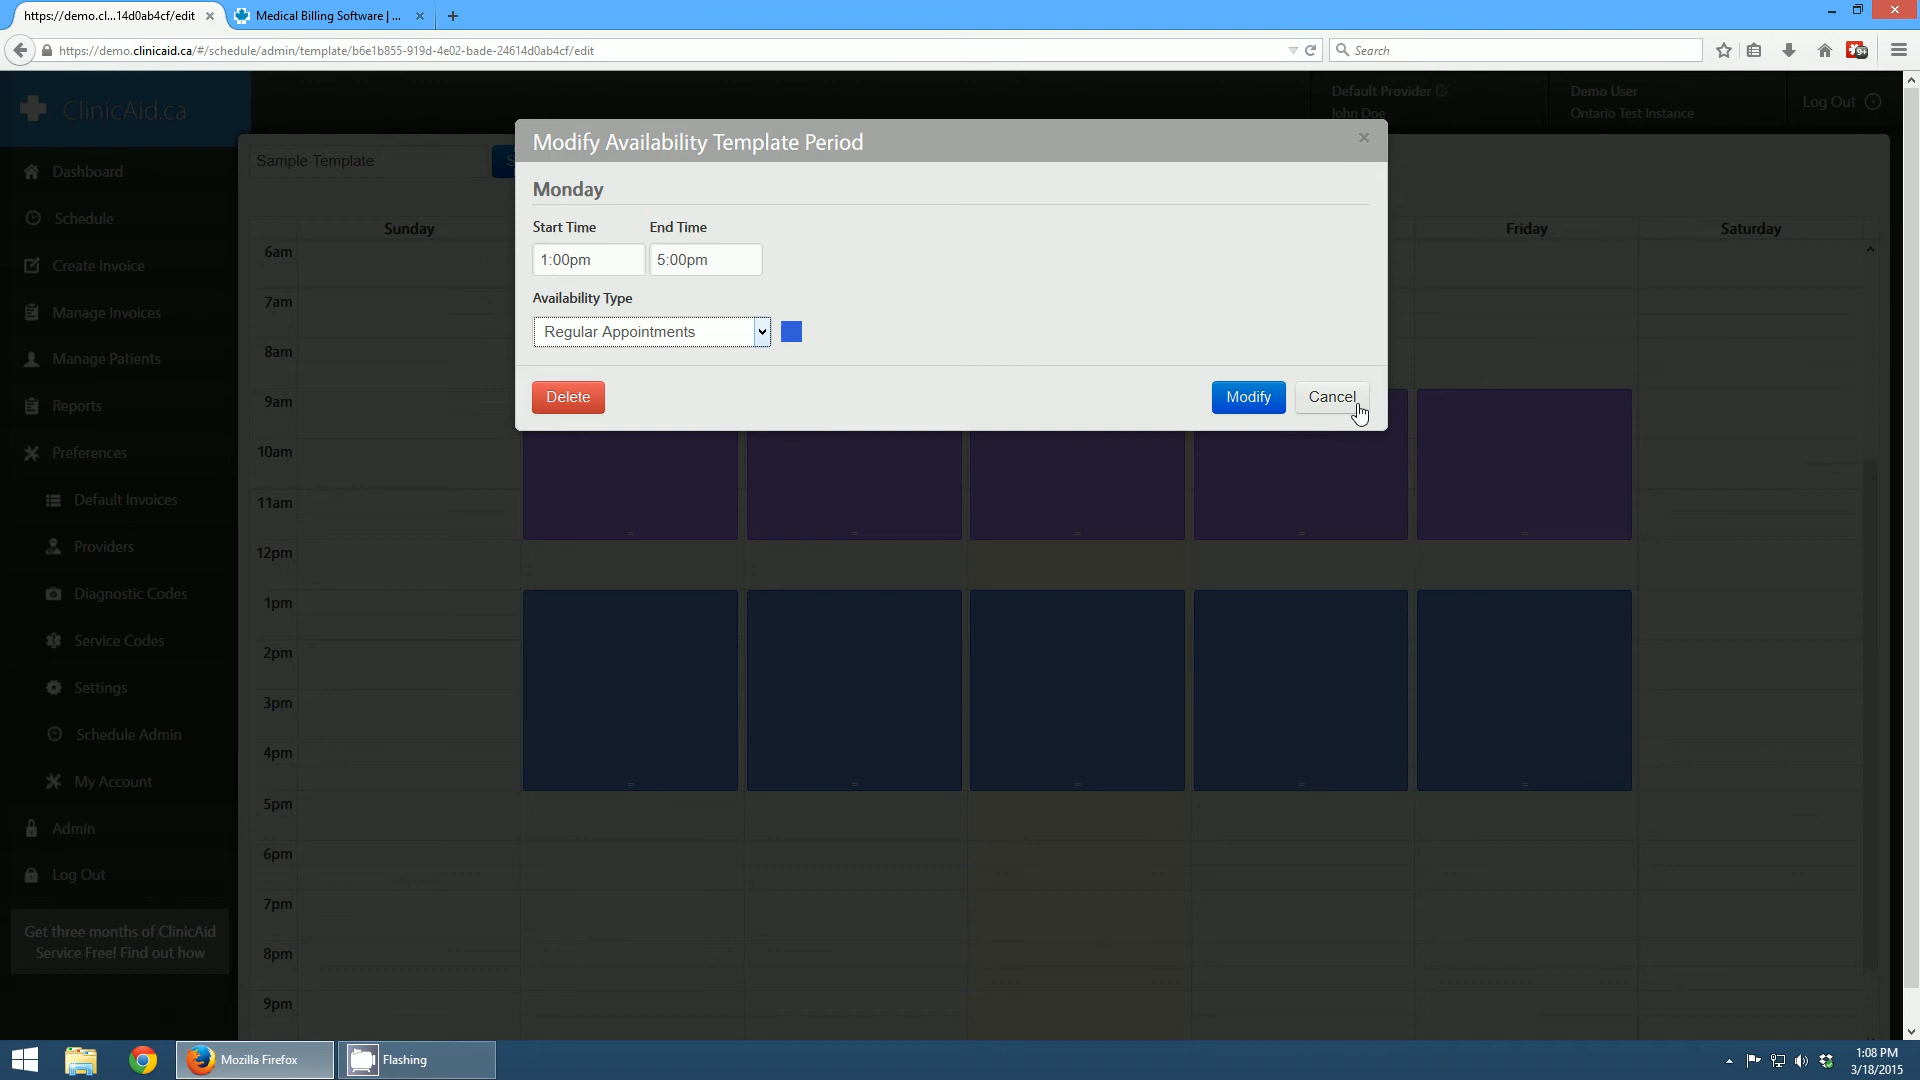 https://demo.cl...14d0ab4cf/edit
Medical Billing Software | ...
https://demo.clinicaid.ca/#/schedule/admin/template/b6e1b855-919d-4e02-bade-24614d0ab4cf/edit
Search
9+
ClinicAid.ca
Default Provider
John Doe
Demo User
Ontario Test Instance
Log Out
Sample Template
S
Dashboard
Schedule
Create Invoice
Manage Invoices
Manage Patients
Reports
Preferences
Default Invoices
Providers
Diagnostic Codes
Service Codes
Settings
Schedule Admin
My Account
Admin
Log Out
Get three months of ClinicAid
Service Free! Find out how
Modify Availability Template Period
Monday
Start Time End Time
1:00pm 5:00pm
Availability Type
Regular Appointments
Delete
Modify
Cancel
Sunday
Friday
Saturday
6am
7am
8am
9am
10am
11am
12pm
1pm
2pm
3pm
4pm
5pm
6pm
7pm
8pm
9pm
Mozilla Firefox
Flashing
1:08 PM
3/18/2015